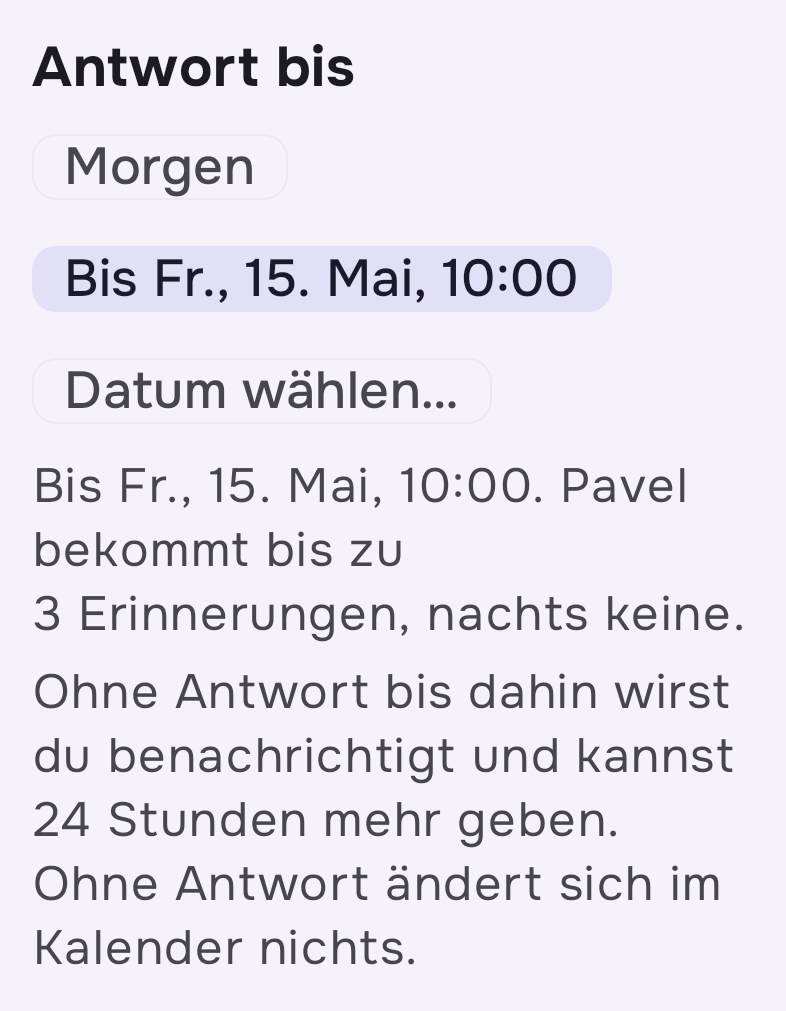 Antwort bis
Morgen
Bis Fr., 15. Mai, 10:00
Datum wählen...
Bis Fr., 15. Mai, 10:00. Pavel
bekommt bis zu
3 Erinnerungen, nachts keine.
Ohne Antwort bis dahin wirst
du benachrichtigt und kannst
24 Stunden mehr geben.
Ohne Antwort ändert sich im
Kalender nichts.